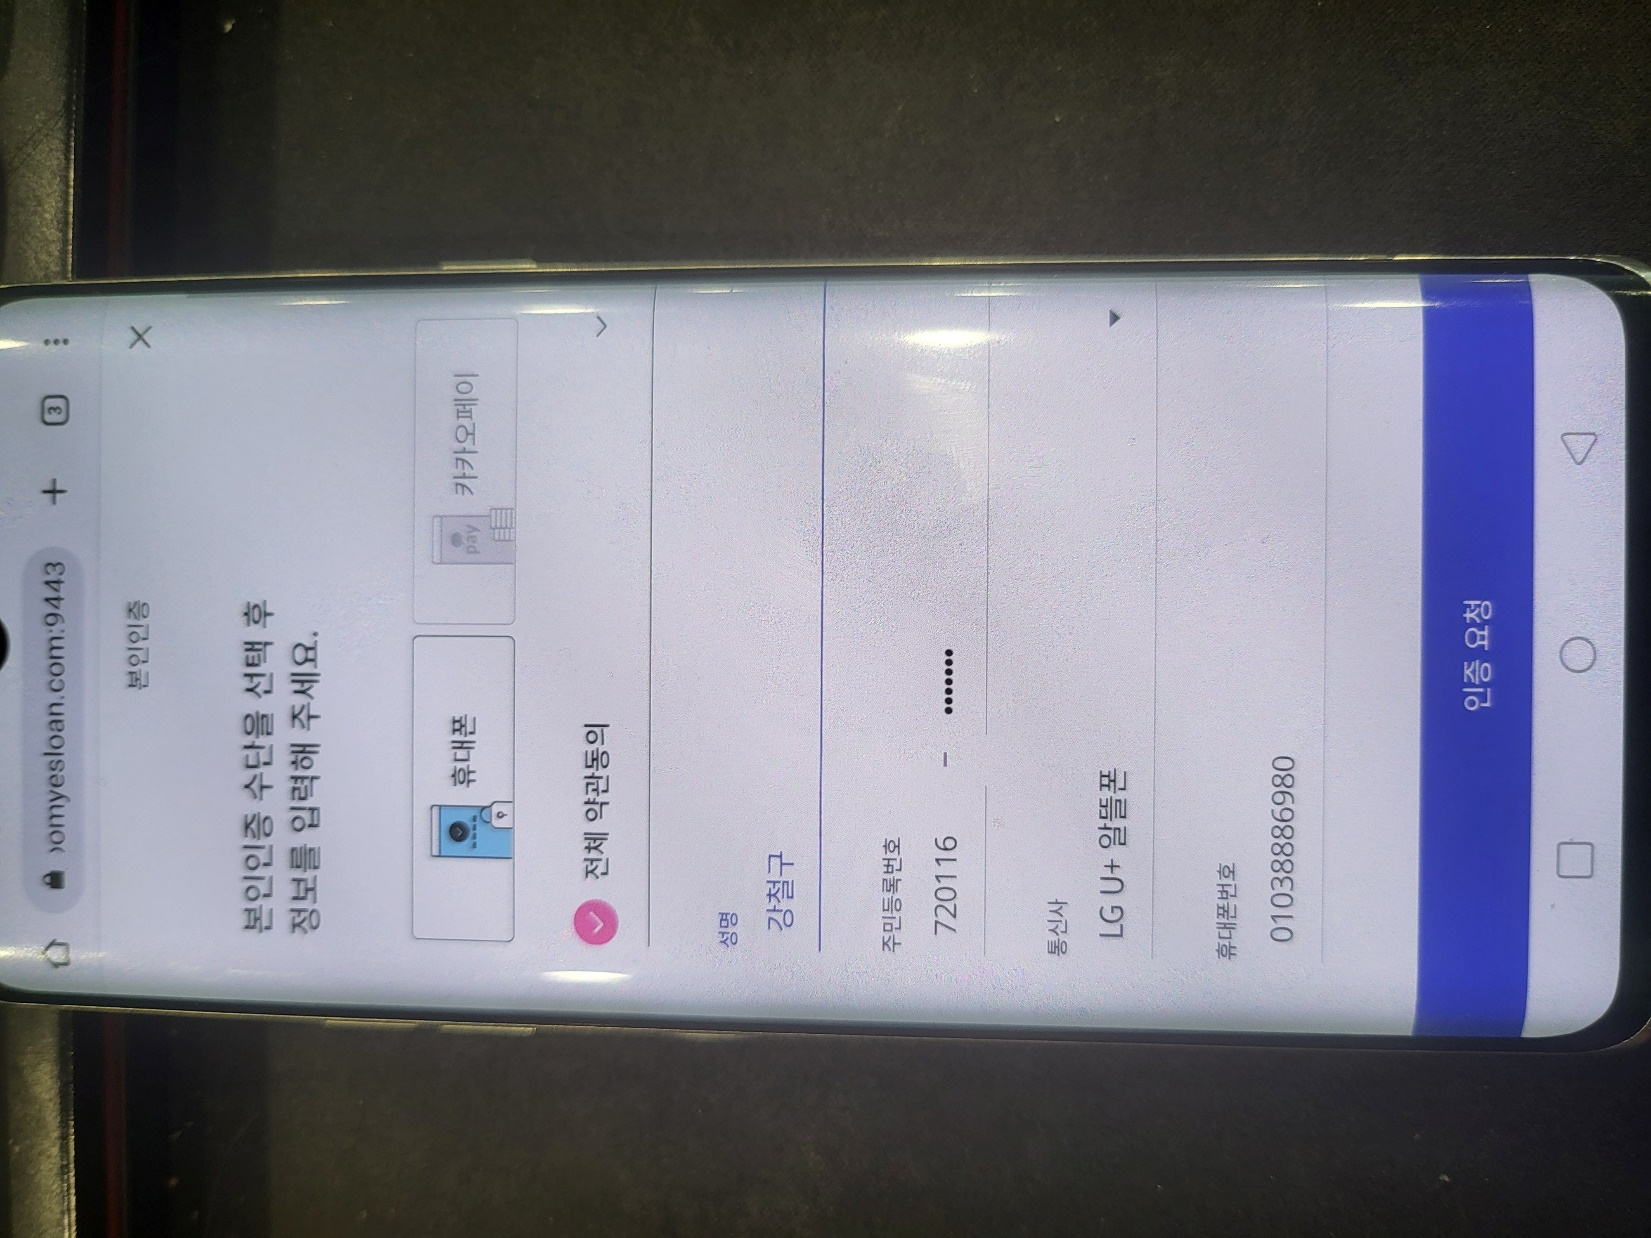 omyesloan.com:9443
3
본인인증
본인인증 수단을 선택 후
정보를 입력해 주세요.
휴대폰
pay 카카오페이
전체 약관동의
성명
강철구
주민등록번호
720116 - •••••••
통신사
LG U+ 알뜰폰
휴대폰번호
01038886980
인증 요청